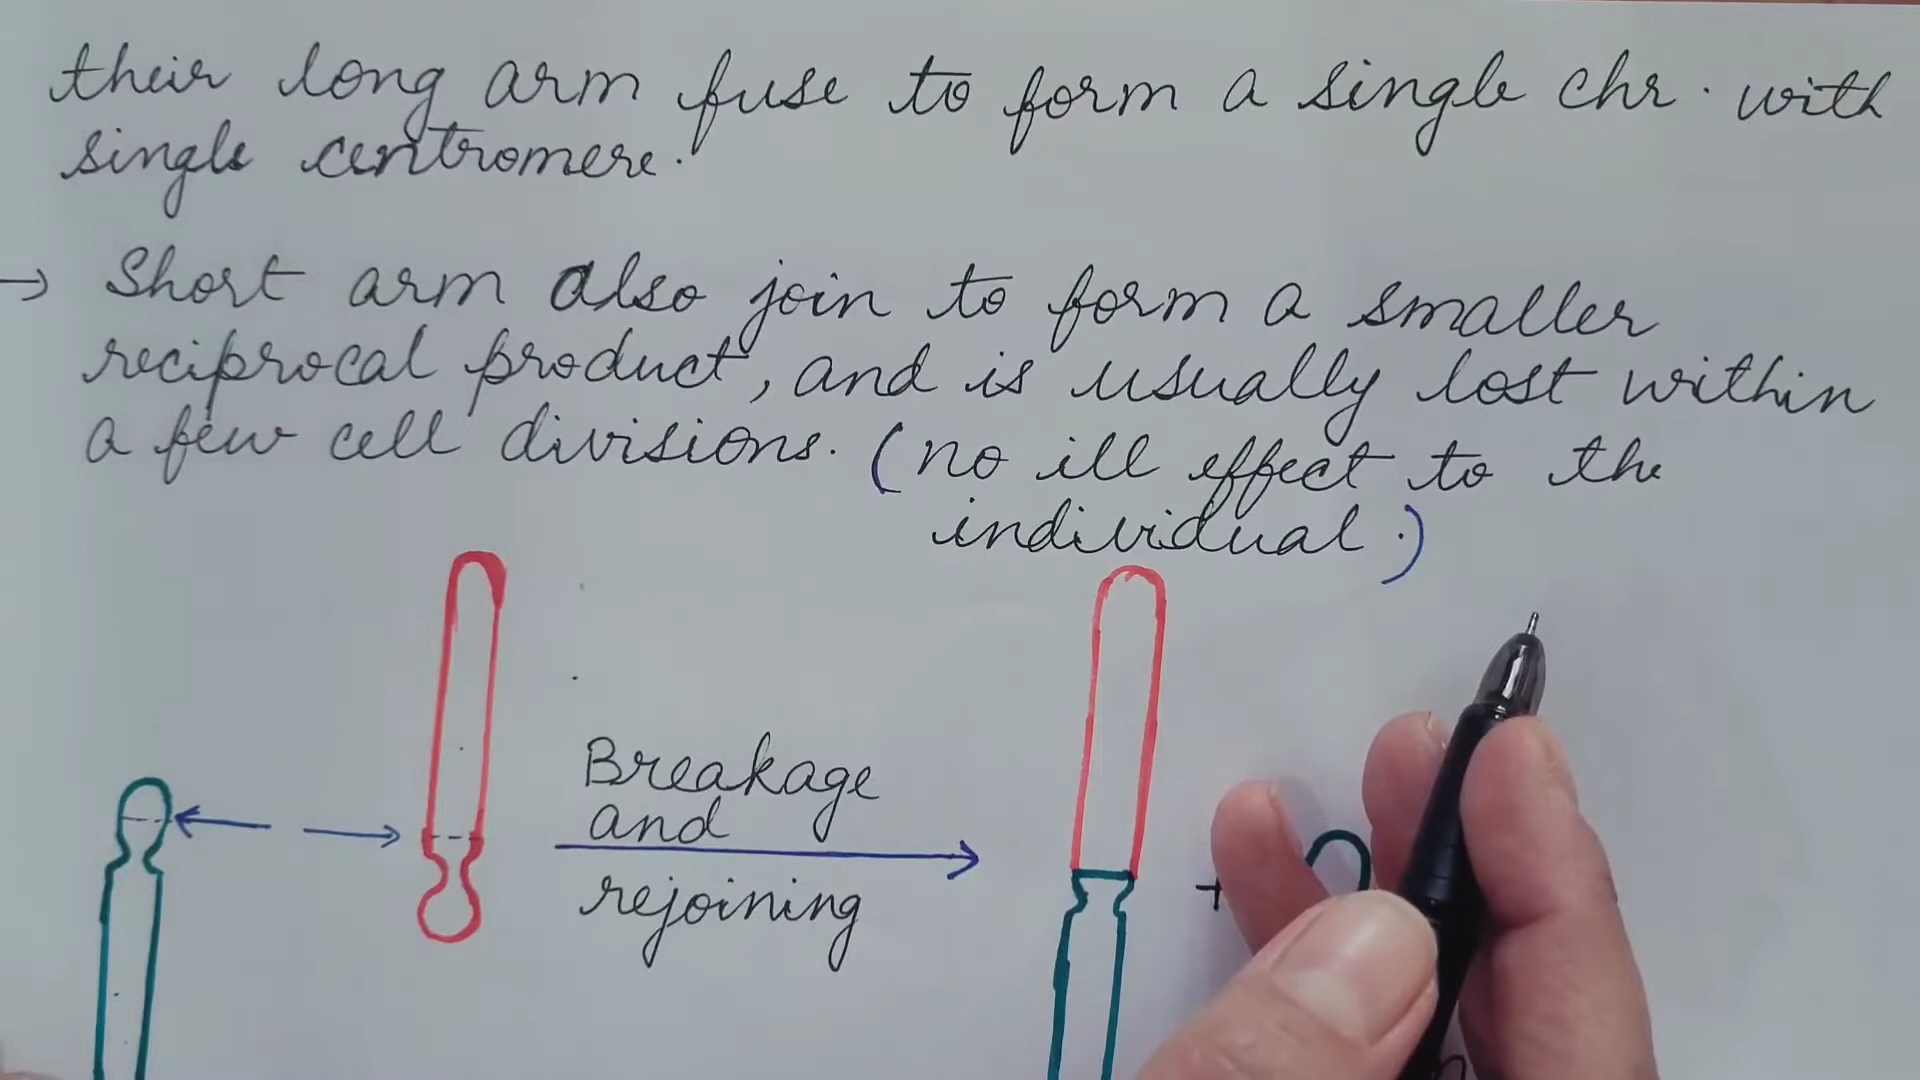 their long arm fuse to form a single chr. with
single centromere.
→ Short arm also join to form a smaller
reciprocal product, and is usually lost within
a few cell divisions. (no ill effect to the
individual.)
Breakage
and
rejoining
+